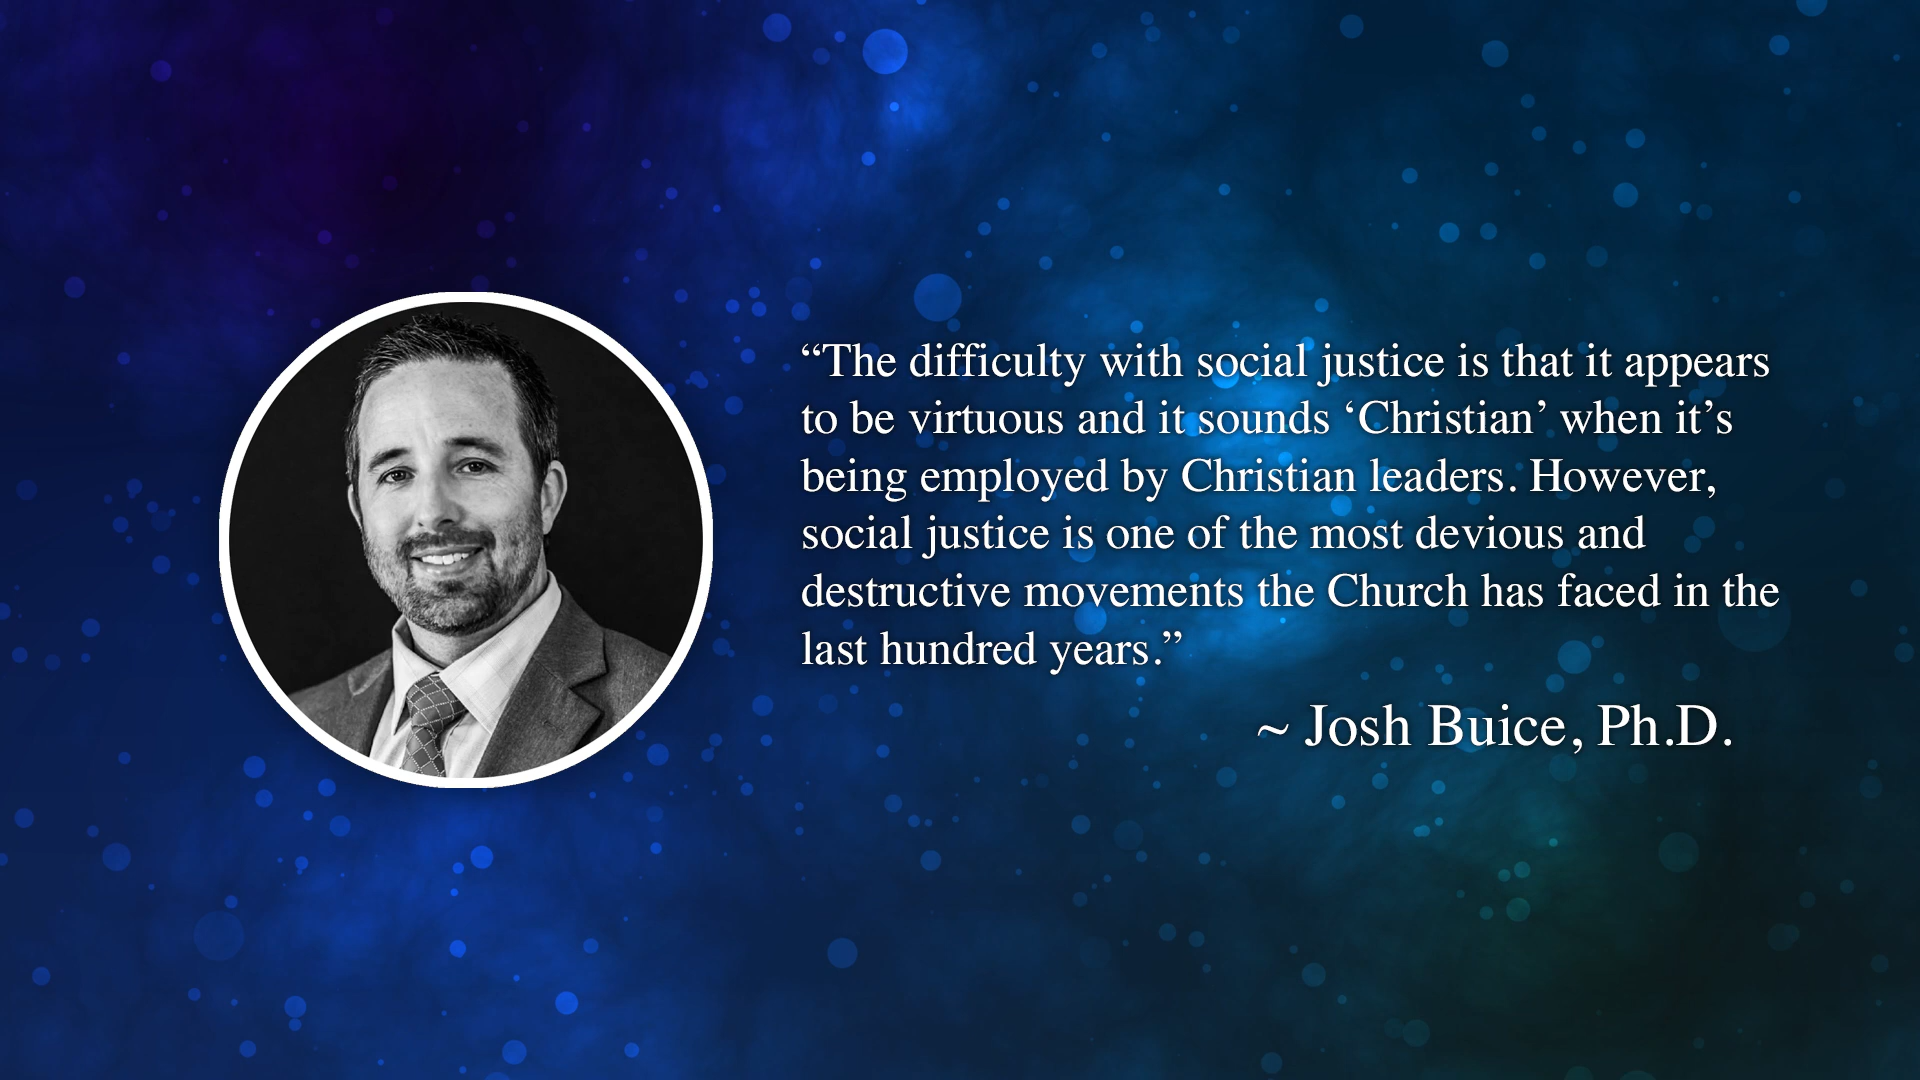 “The difficulty with social justice is that it appears
to be virtuous and it sounds ‘Christian’ when it’s
being employed by Christian leaders. However,
social justice is one of the most devious and
destructive movements the Church has faced in the
last hundred years.”
~ Josh Buice, Ph.D.